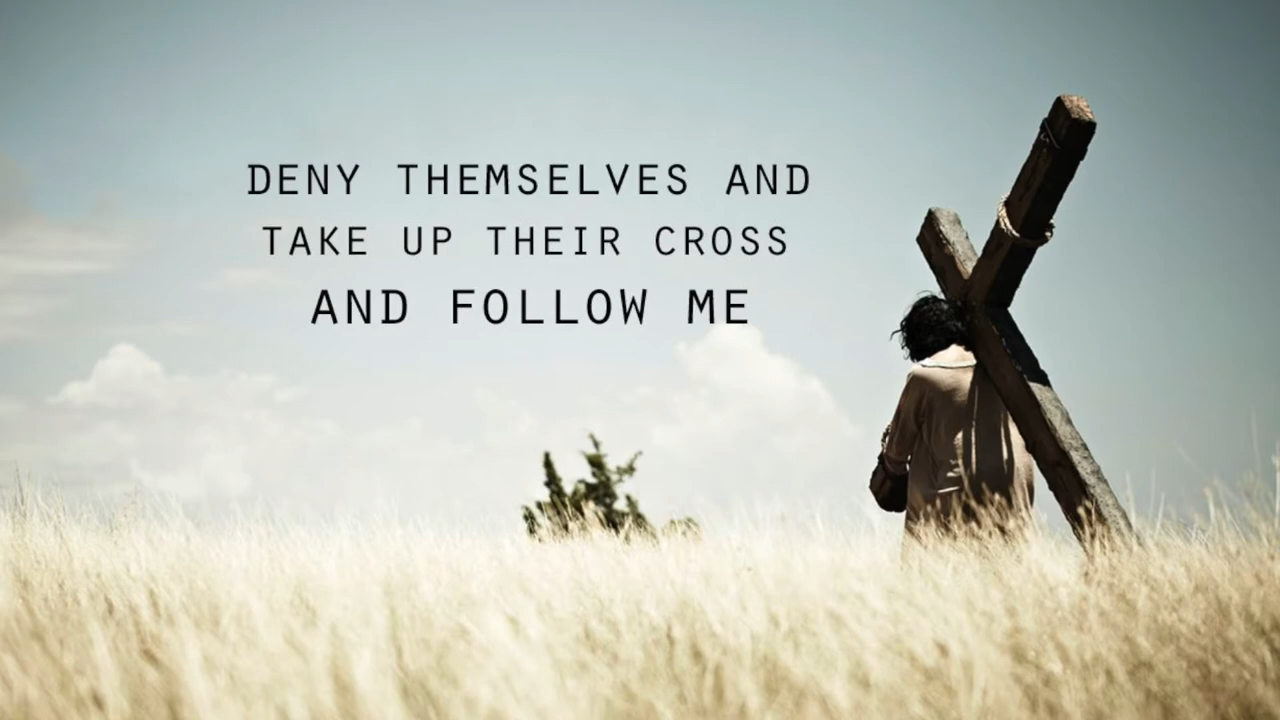 DENY THEMSELVES AND
TAKE UP THEIR CROSS
AND FOLLOW ME